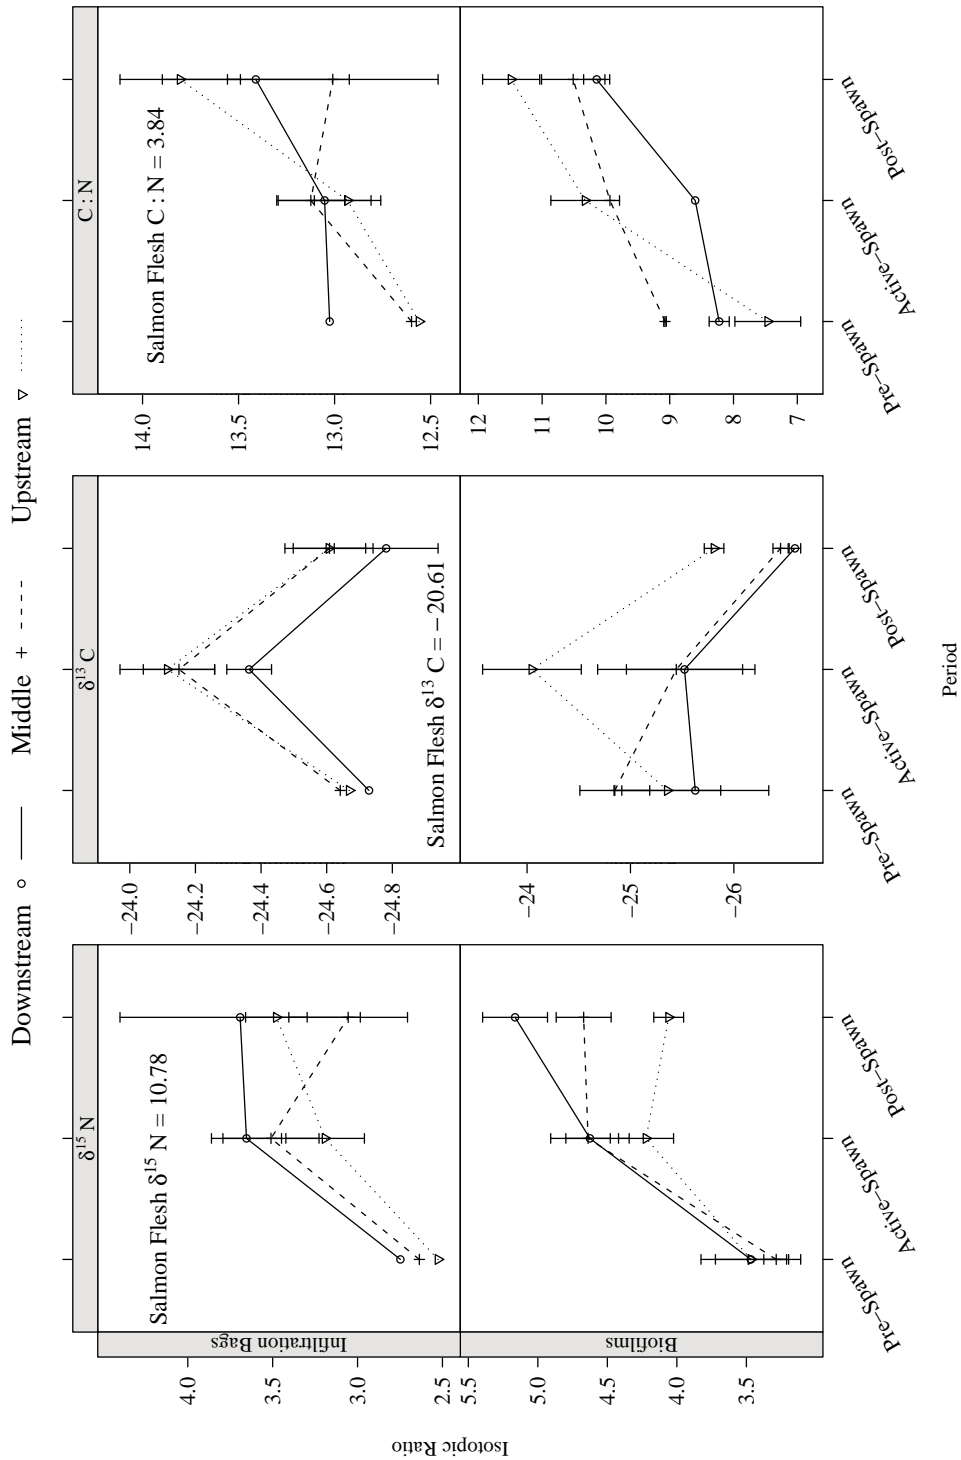 Downstream Middle Upstream
δ15 N
δ13 C
C:N
Isotopic Ratio
Infiltration Bags
4.0
3.5
3.0
2.5
Salmon Flesh δ15 N = 10.78
−24.0
−24.2
−24.4
−24.6
−24.8
Salmon Flesh δ13 C = −20.61
14.0
13.5
13.0
12.5
Salmon Flesh C:N = 3.84
Biofilms
5.5
5.0
4.5
4.0
3.5
−24
−25
−26
12
11
10
9
8
7
Pre−Spawn
Active−Spawn
Post−Spawn
Pre−Spawn
Active−Spawn
Post−Spawn
Pre−Spawn
Active−Spawn
Post−Spawn
Period